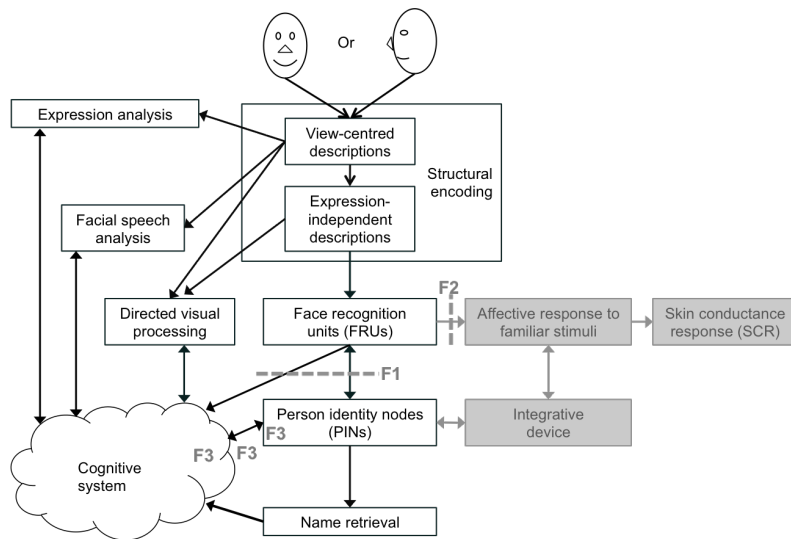 Or
Expression analysis
View-centred
descriptions
Structural
encoding
Expression-
independent
descriptions
Facial speech
analysis
F2
Directed visual
processing
Face recognition
units (FRUs)
Affective response to
familiar stimuli
Skin conductance
response (SCR)
F1
Person identity nodes
(PINs)
Integrative
device
F3
F3
F3
Cognitive
system
Name retrieval